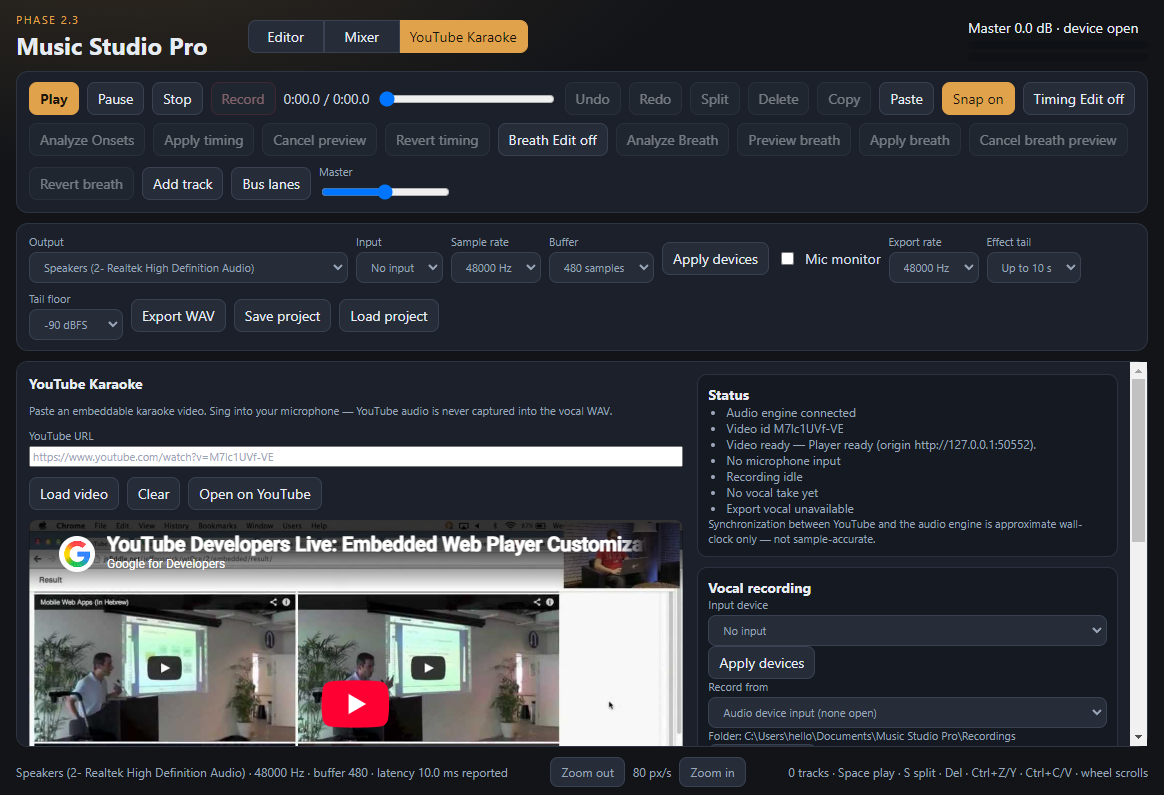 PHASE 2.3
Music Studio Pro
Editor Mixer YouTube Karaoke
Master 0.0 dB · device open
Play Pause Stop Record 0:00.0 / 0:00.0 Undo Redo Split Delete Copy Paste Snap on Timing Edit off
Analyze Onsets Apply timing Cancel preview Revert timing Breath Edit off Analyze Breath Preview breath Apply breath Cancel breath preview
Revert breath Add track Bus lanes Master
Output Input Sample rate Buffer Export rate Effect tail
Speakers (2- Realtek High Definition Audio) No input 48000 Hz 480 samples Apply devices Mic monitor 48000 Hz Up to 10 s
Tail floor
-90 dBFS Export WAV Save project Load project
YouTube Karaoke
Paste an embeddable karaoke video. Sing into your microphone — YouTube audio is never captured into the vocal WAV.
YouTube URL
https://www.youtube.com/watch?v=M7lc1UVf-VE
Load video Clear Open on YouTube
Chrome File Edit View History Bookmarks Window Users Help
YouTube Developers Live: Embedded Web Player Customiza
Google for Developers
Result
Mobile Web Apps (in Hebrew)
Status
Audio engine connected
Video id M7lc1UVf-VE
Video ready — Player ready (origin http://127.0.0.1:50552).
No microphone input
Recording idle
No vocal take yet
Export vocal unavailable
Synchronization between YouTube and the audio engine is approximate wall-
clock only — not sample-accurate.
Vocal recording
Input device
No input
Apply devices
Record from
Audio device input (none open)
Folder: C:\Users\hello\Documents\Music Studio Pro\Recordings
Speakers (2- Realtek High Definition Audio) · 48000 Hz · buffer 480 · latency 10.0 ms reported
Zoom out 80 px/s Zoom in
0 tracks · Space play · S split · Del · Ctrl+Z/Y · Ctrl+C/V · wheel scrolls